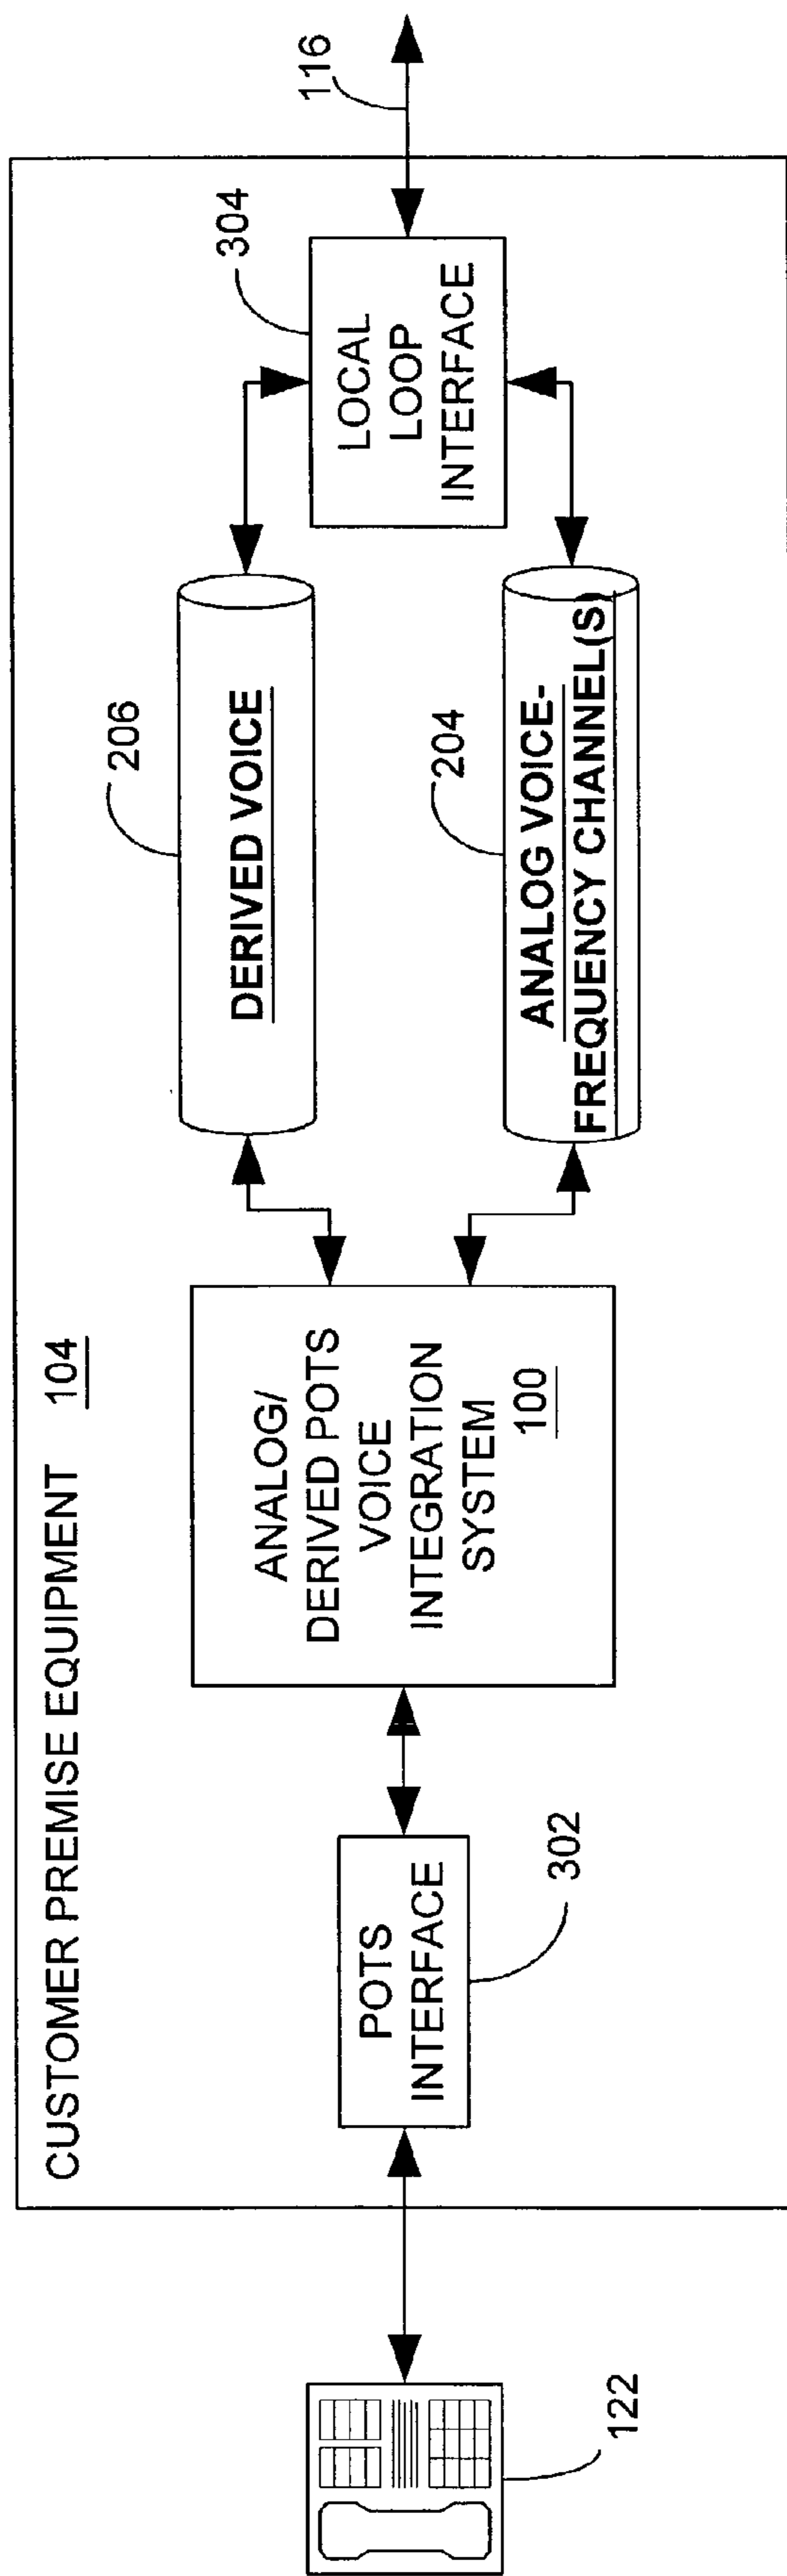 CUSTOMER PREMISE EQUIPMENT 104
122
POTS
INTERFACE
302
ANALOG/
DERIVED POTS
VOICE
INTEGRATION
SYSTEM
100
206
DERIVED VOICE
204
ANALOG VOICE-
FREQUENCY CHANNEL(S)
304
LOCAL
LOOP
INTERFACE
116